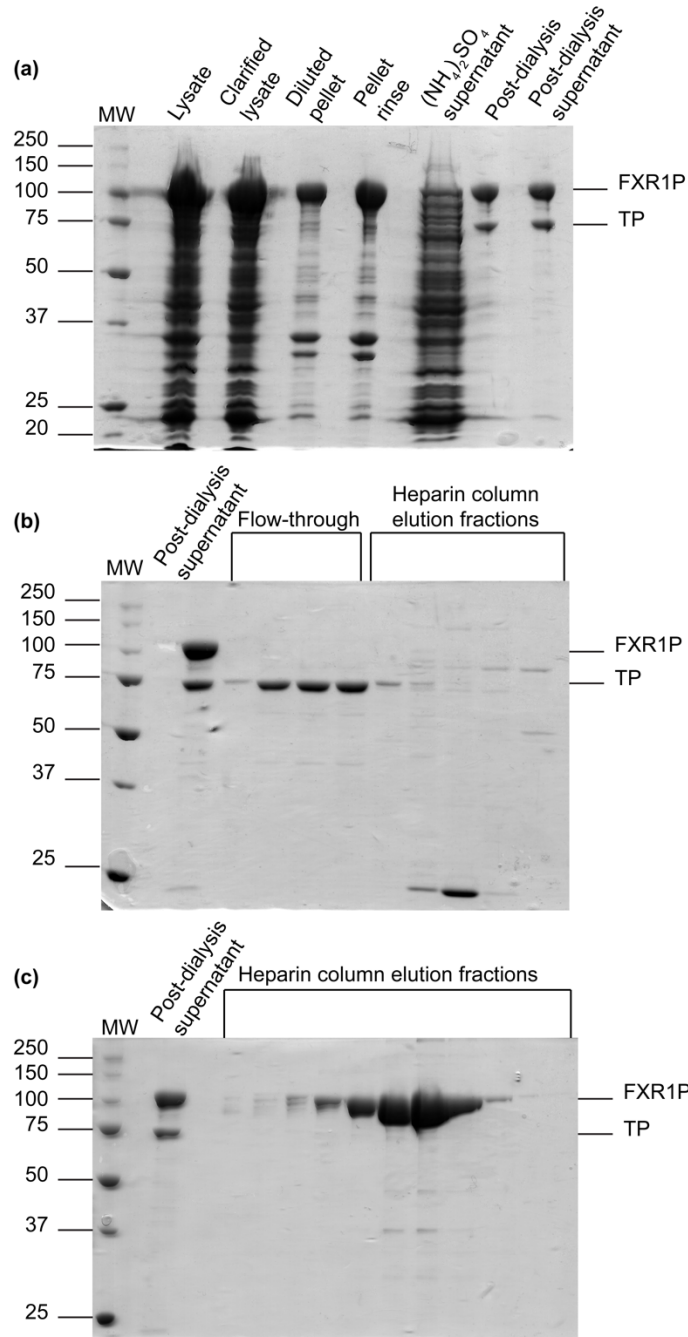 (a)
MW
Lysate
Clarified
lysate
Diluted
pellet
Pellet
rinse
(NH4)2SO4
supernatant
Post-dialysis
Post-dialysis
supernatant
250
150
100
75
50
37
25
20
FXR1P
TP
(b)
MW
Post-dialysis
supernatant
Flow-through
Heparin column
elution fractions
250
150
100
75
50
37
25
FXR1P
TP
(c)
MW
Post-dialysis
supernatant
Heparin column elution fractions
250
150
100
75
50
37
25
FXR1P
TP